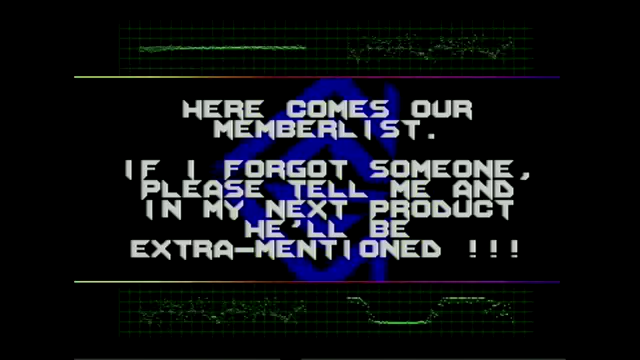 HERE COMES OUR
MEMBERLIST.
IF I FORGOT SOMEONE,
PLEASE TELL ME AND
IN MY NEXT PRODUCT
HE'LL BE
EXTRA-MENTIONED !!!